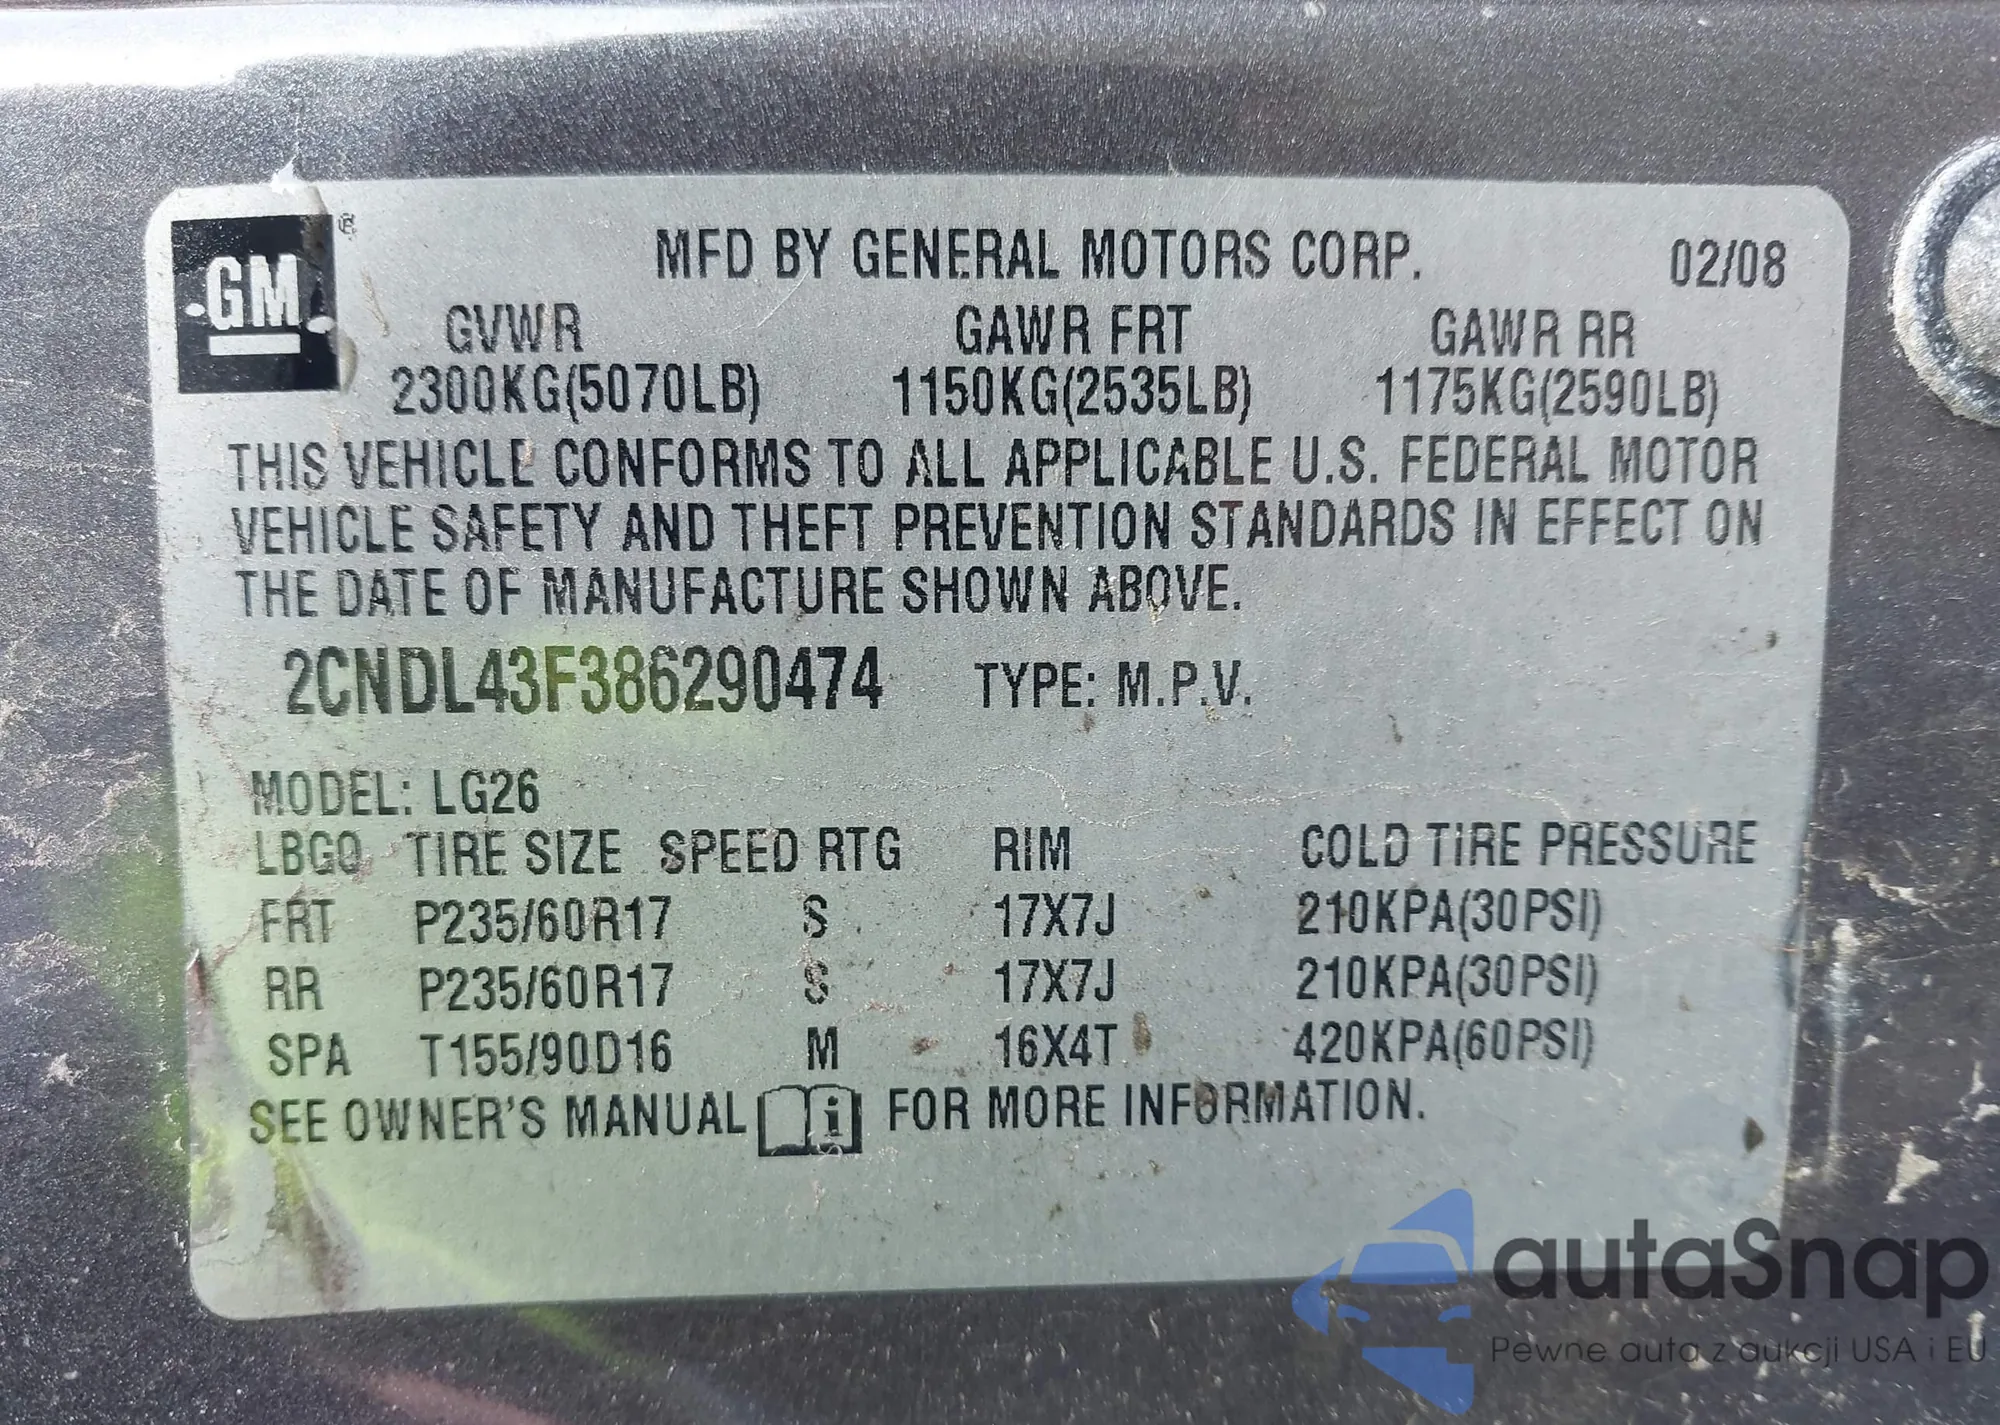 GM
MFD BY GENERAL MOTORS CORP. 02/08
GVWR GAWR FRT GAWR RR
2300KG(5070LB) 1150KG(2535LB) 1175KG(2590LB)
THIS VEHICLE CONFORMS TO ALL APPLICABLE U.S. FEDERAL MOTOR
VEHICLE SAFETY AND THEFT PREVENTION STANDARDS IN EFFECT ON
THE DATE OF MANUFACTURE SHOWN ABOVE.
2CNDL43F386290474 TYPE: M.P.V.
MODEL: LG26
LBGO TIRE SIZE SPEED RTG RIM COLD TIRE PRESSURE
FRT P235/60R17 S 17X7J 210KPA(30PSI)
RR P235/60R17 S 17X7J 210KPA(30PSI)
SPA T155/90D16 M 16X4T 420KPA(60PSI)
SEE OWNER'S MANUAL i FOR MORE INFORMATION.
autaSnap
Pewne auta z aukcji USA i EU